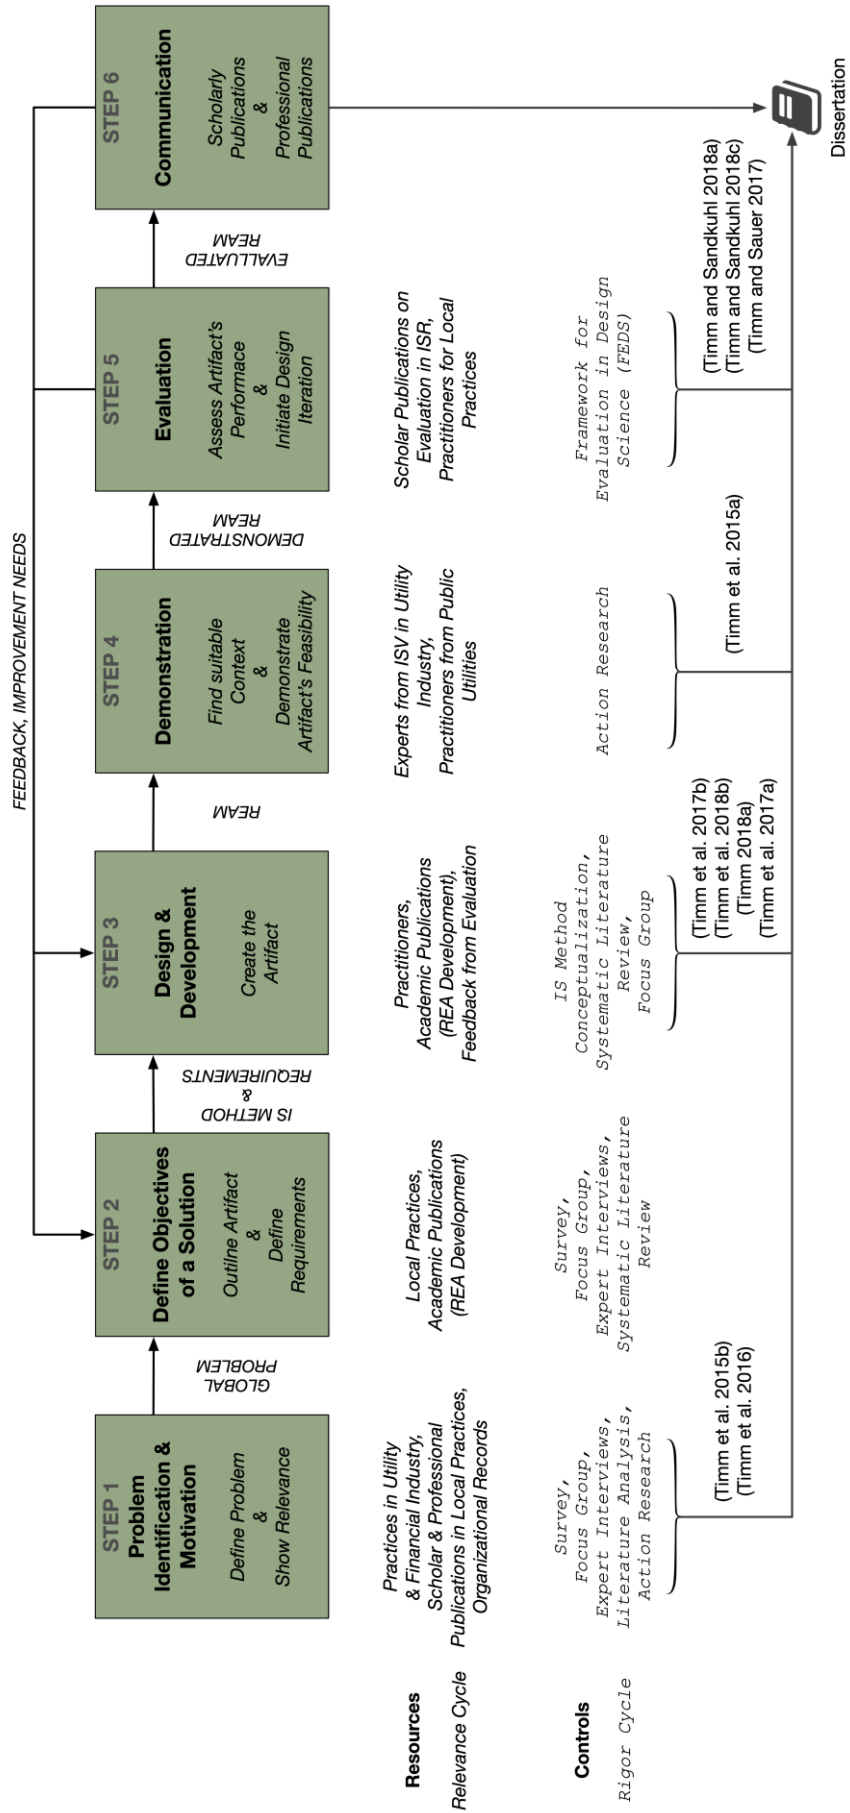 FEEDBACK, IMPROVEMENT NEEDS
STEP 1
Problem
Identification &
Motivation
Define Problem
&
Show Relevance
GLOBAL
PROBLEM
STEP 2
Define Objectives
of a Solution
Outilne Artifact
&
Define
Requirements
IS METHOD
&
REQUIREMENTS
STEP 3
Design &
Development
Create the
Artifact
REAM
STEP 4
Demonstration
Find suitable
Context
&
Demonstrate
Artifact's Feasibility
DEMONSTRATED
REAM
STEP 5
Evaluation
Assess Artifact's
Performace
&
Initiate Design
Iteration
EVALLUATED
REAM
STEP 6
Communication
Scholarly
Publications
&
Professional
Publications
Resources
Relevance Cycle
Practices in Utility
& Financial Industry,
Scholar & Professional
Publications in Local Practices,
Organizational Records
Local Practices,
Academic Publications
(REA Development)
Practitioners,
Academic Publications
(REA Development),
Feedback from Evaluation
Experts from ISV in Utility
Industry,
Practitioners from Public
Utilities
Scholar Publications on
Evaluation in ISR,
Practitioners for Local
Practices
Controls
Rigor Cycle
Survey,
Focus Group,
Expert Interviews,
Literature Analysis,
Action Research
Survey,
Focus Group,
Expert Interviews,
Systematic Literature
Review
IS Method
Conceptualization,
Systematic Literature
Review,
Focus Group
Action Research
Framework for
Evaluation in Design
Science (FEDS)
(Timm et al. 2015b)
(Timm et al. 2016)
(Timm et al. 2017b)
(Timm et al. 2018b)
(Timm 2018a)
(Timm et al. 2017a)
(Timm et al. 2015a)
(Timm and Sandkuhl 2018a)
(Timm and Sandkuhl 2018c)
(Timm and Sauer 2017)
Dissertation